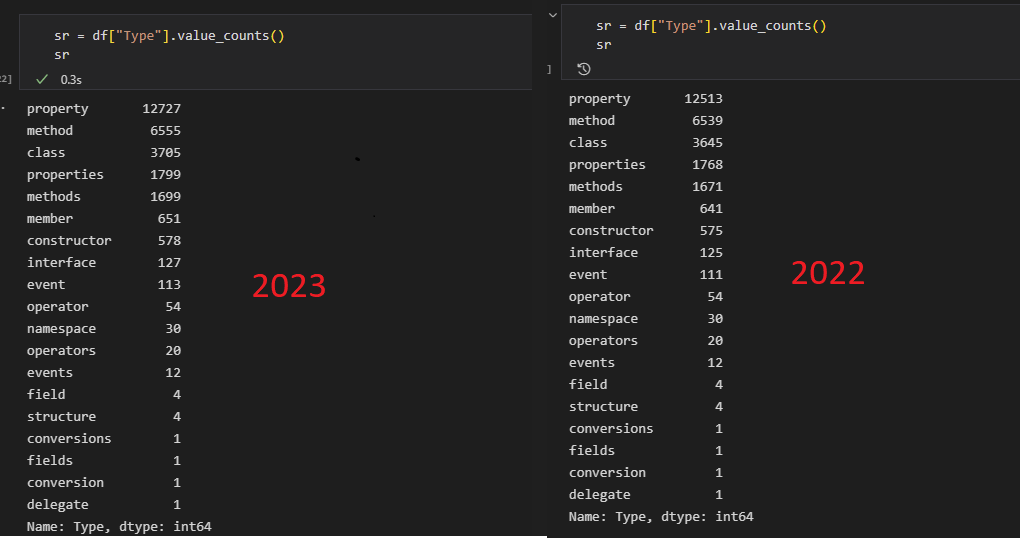 sr = df["Type"].value_counts()
sr
22]
0.3s
property 12727
method 6555
class 3705
properties 1799
methods 1699
member 651
constructor 578
interface 127
event 113
operator 54
namespace 30
operators 20
events 12
field 4
structure 4
conversions 1
fields 1
conversion 1
delegate 1
Name: Type, dtype: int64
2023
sr = df["Type"].value_counts()
sr
]
property 12513
method 6539
class 3645
properties 1768
methods 1671
member 641
constructor 575
interface 125
event 111
operator 54
namespace 30
operators 20
events 12
field 4
structure 4
conversions 1
fields 1
conversion 1
delegate 1
Name: Type, dtype: int64
2022